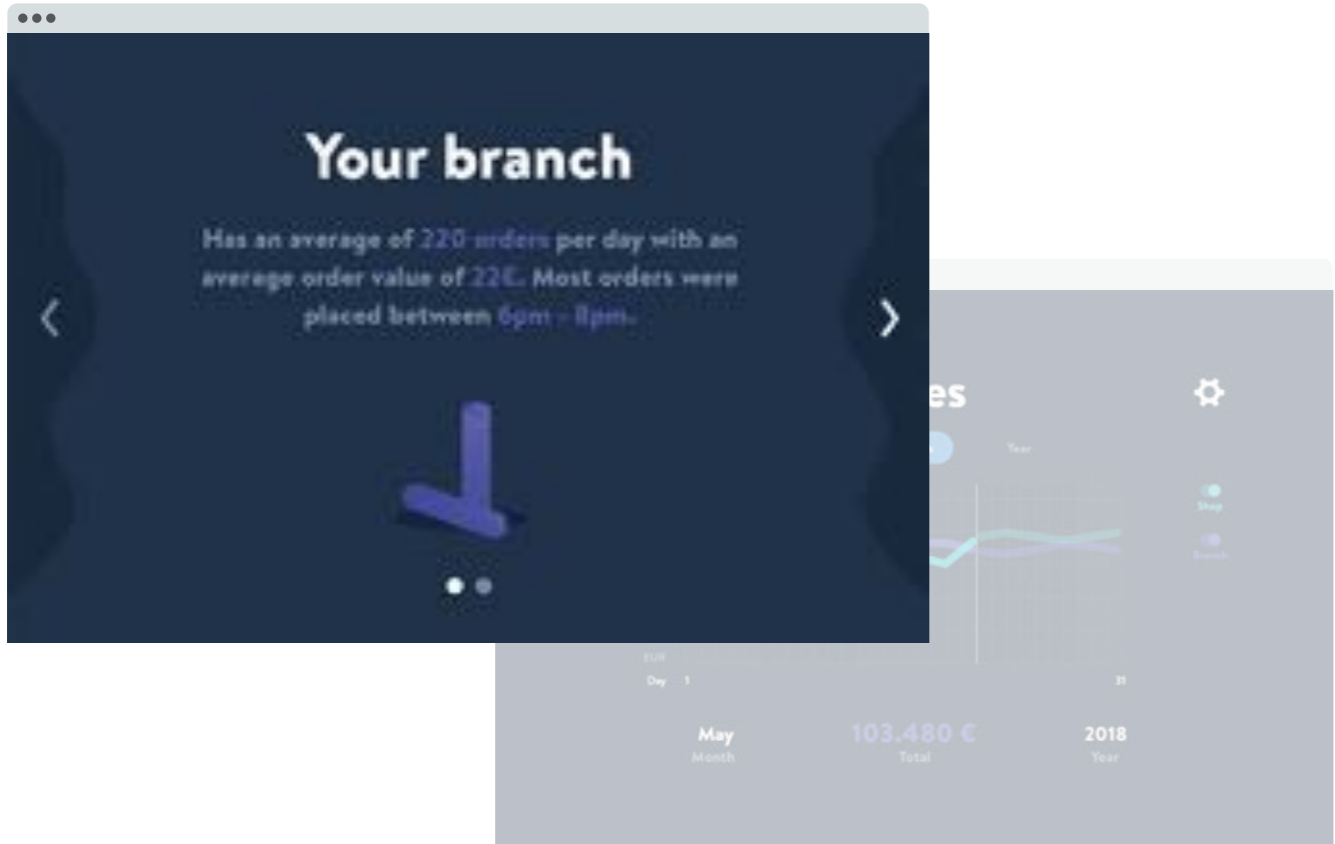 Your branch
Has an average of 220 orders per day with an
average order value of 22€. Most orders were
placed between 6pm - 8pm.
es
Year
Shop
Branch
EUR
Day 1 31
May 103.480 € 2018
Month Total Year